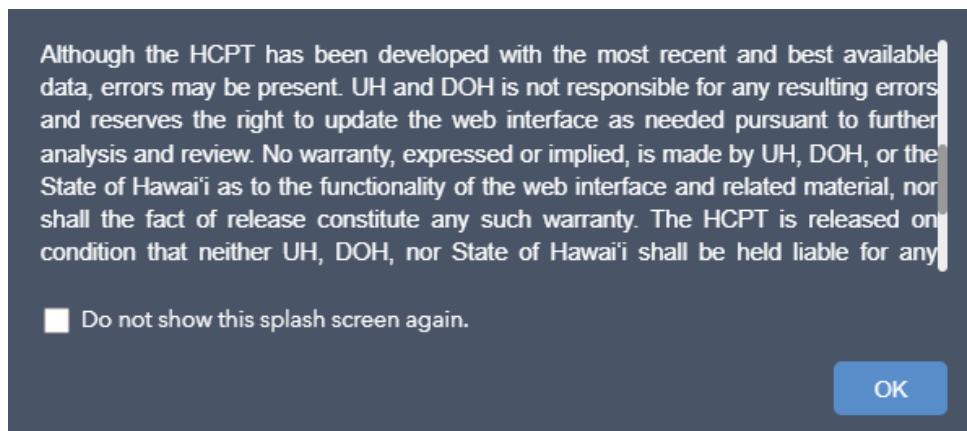 Although the HCPT has been developed with the most recent and best available
data, errors may be present. UH and DOH is not responsible for any resulting errors
and reserves the right to update the web interface as needed pursuant to further
analysis and review. No warranty, expressed or implied, is made by UH, DOH, or the
State of Hawaiʻi as to the functionality of the web interface and related material, nor
shall the fact of release constitute any such warranty. The HCPT is released on
condition that neither UH, DOH, nor State of Hawaiʻi shall be held liable for any
Do not show this splash screen again.
OK